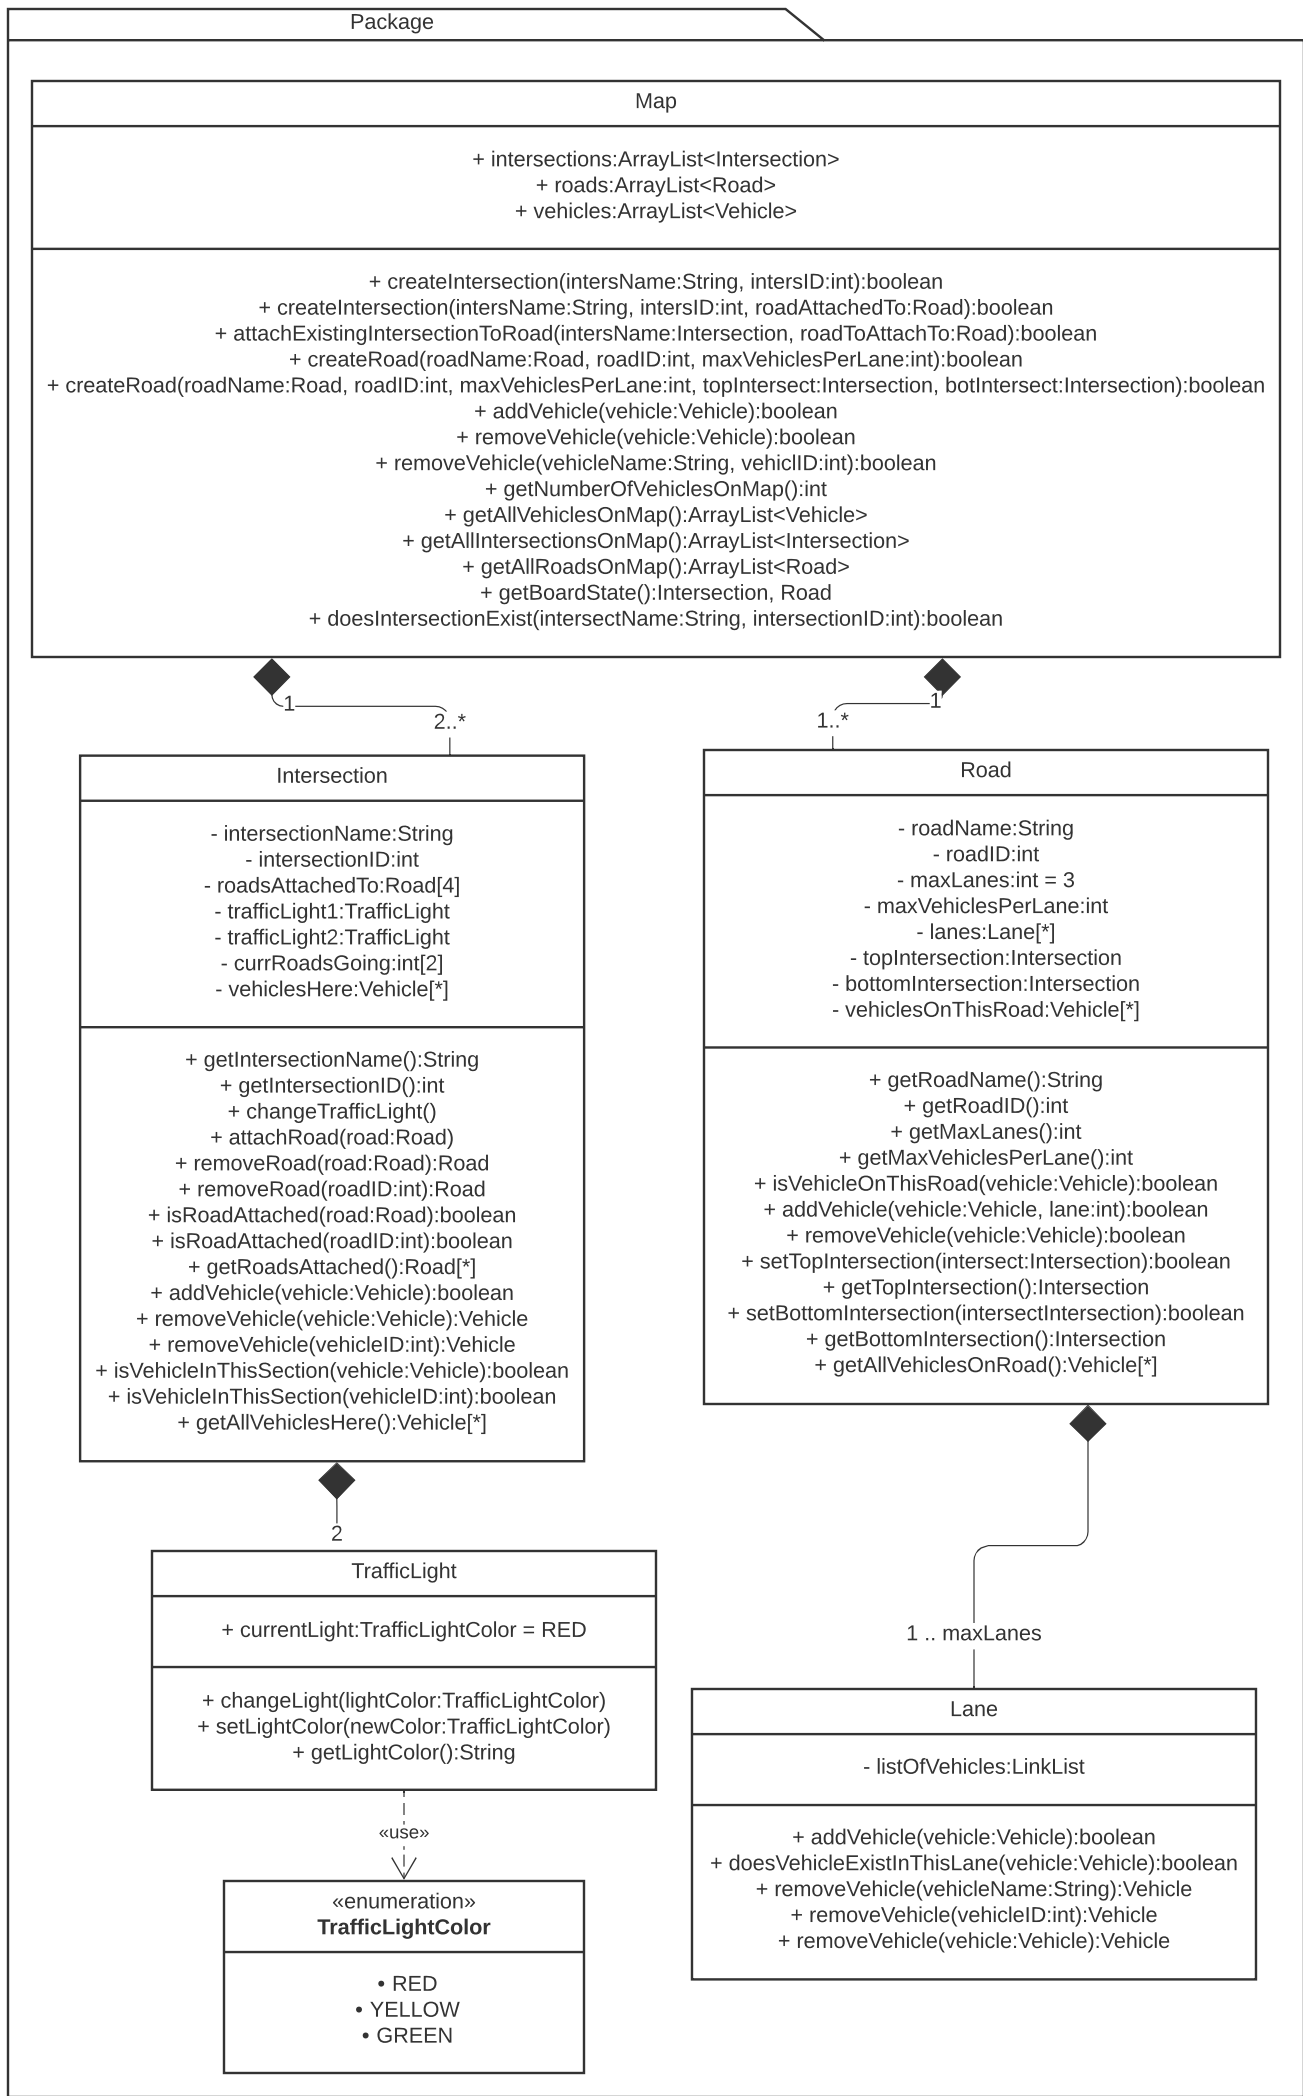 Package
Map
+ intersections:ArrayList<Intersection>
+ roads:ArrayList<Road>
+ vehicles:ArrayList<Vehicle>
+ createIntersection(intersName:String, intersID:int):boolean
+ createIntersection(intersName:String, intersID:int, roadAttachedTo:Road):boolean
+ attachExistingIntersectionToRoad(intersName:Intersection, roadToAttachTo:Road):boolean
+ createRoad(roadName:Road, roadID:int, maxVehiclesPerLane:int):boolean
+ createRoad(roadName:Road, roadID:int, maxVehiclesPerLane:int, topIntersect:Intersection, botIntersect:Intersection):boolean
+ addVehicle(vehicle:Vehicle):boolean
+ removeVehicle(vehicle:Vehicle):boolean
+ removeVehicle(vehicleName:String, vehiclID:int):boolean
+ getNumberOfVehiclesOnMap():int
+ getAllVehiclesOnMap():ArrayList<Vehicle>
+ getAllIntersectionsOnMap():ArrayList<Intersection>
+ getAllRoadsOnMap():ArrayList<Road>
+ getBoardState():Intersection, Road
+ doesIntersectionExist(intersectName:String, intersectionID:int):boolean
1
2..*
1
1..*
Intersection
- intersectionName:String
- intersectionID:int
- roadsAttachedTo:Road[4]
- trafficLight1:TrafficLight
- trafficLight2:TrafficLight
- currRoadsGoing:int[2]
- vehiclesHere:Vehicle[*]
+ getIntersectionName():String
+ getIntersectionID():int
+ changeTrafficLight()
+ attachRoad(road:Road)
+ removeRoad(road:Road):Road
+ removeRoad(roadID:int):Road
+ isRoadAttached(road:Road):boolean
+ isRoadAttached(roadID:int):boolean
+ getRoadsAttached():Road[*]
+ addVehicle(vehicle:Vehicle):boolean
+ removeVehicle(vehicle:Vehicle):Vehicle
+ removeVehicle(vehicleID:int):Vehicle
+ isVehicleInThisSection(vehicle:Vehicle):boolean
+ isVehicleInThisSection(vehicleID:int):boolean
+ getAllVehiclesHere():Vehicle[*]
Road
- roadName:String
- roadID:int
- maxLanes:int = 3
- maxVehiclesPerLane:int
- lanes:Lane[*]
- topIntersection:Intersection
- bottomIntersection:Intersection
- vehiclesOnThisRoad:Vehicle[*]
+ getRoadName():String
+ getRoadID():int
+ getMaxLanes():int
+ getMaxVehiclesPerLane():int
+ isVehicleOnThisRoad(vehicle:Vehicle):boolean
+ addVehicle(vehicle:Vehicle, lane:int):boolean
+ removeVehicle(vehicle:Vehicle):boolean
+ setTopIntersection(intersect:Intersection):boolean
+ getTopIntersection():Intersection
+ setBottomIntersection(intersectIntersection):boolean
+ getBottomIntersection():Intersection
+ getAllVehiclesOnRoad():Vehicle[*]
2
TrafficLight
+ currentLight:TrafficLightColor = RED
+ changeLight(lightColor:TrafficLightColor)
+ setLightColor(newColor:TrafficLightColor)
+ getLightColor():String
«use»
«enumeration»
TrafficLightColor
• RED
• YELLOW
• GREEN
1 .. maxLanes
Lane
- listOfVehicles:LinkList
+ addVehicle(vehicle:Vehicle):boolean
+ doesVehicleExistInThisLane(vehicle:Vehicle):boolean
+ removeVehicle(vehicleName:String):Vehicle
+ removeVehicle(vehicleID:int):Vehicle
+ removeVehicle(vehicle:Vehicle):Vehicle